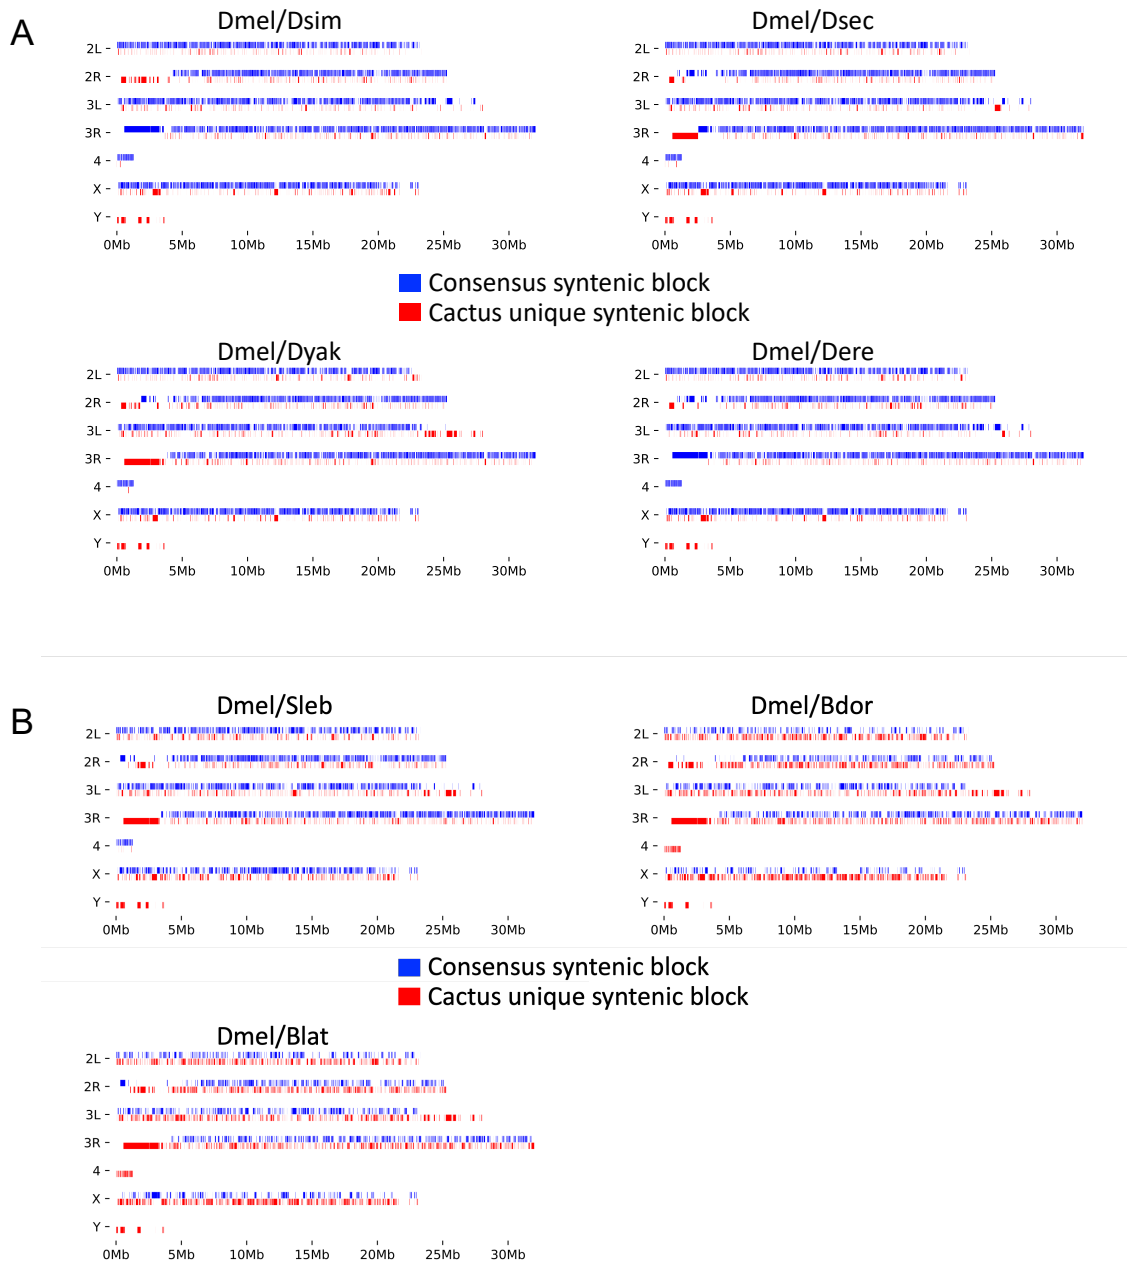 A
Dmel/Dsim
Dmel/Dsec
2L
2R
3L
3R
4
X
Y
0Mb 5Mb 10Mb 15Mb 20Mb 25Mb 30Mb
2L
2R
3L
3R
4
X
Y
0Mb 5Mb 10Mb 15Mb 20Mb 25Mb 30Mb
Consensus syntenic block
Cactus unique syntenic block
Dmel/Dyak
Dmel/Dere
2L
2R
3L
3R
4
X
Y
0Mb 5Mb 10Mb 15Mb 20Mb 25Mb 30Mb
2L
2R
3L
3R
4
X
Y
0Mb 5Mb 10Mb 15Mb 20Mb 25Mb 30Mb
B
Dmel/Sleb
Dmel/Bdor
2L
2R
3L
3R
4
X
Y
0Mb 5Mb 10Mb 15Mb 20Mb 25Mb 30Mb
2L
2R
3L
3R
4
X
Y
0Mb 5Mb 10Mb 15Mb 20Mb 25Mb 30Mb
Consensus syntenic block
Cactus unique syntenic block
Dmel/Blat
2L
2R
3L
3R
4
X
Y
0Mb 5Mb 10Mb 15Mb 20Mb 25Mb 30Mb